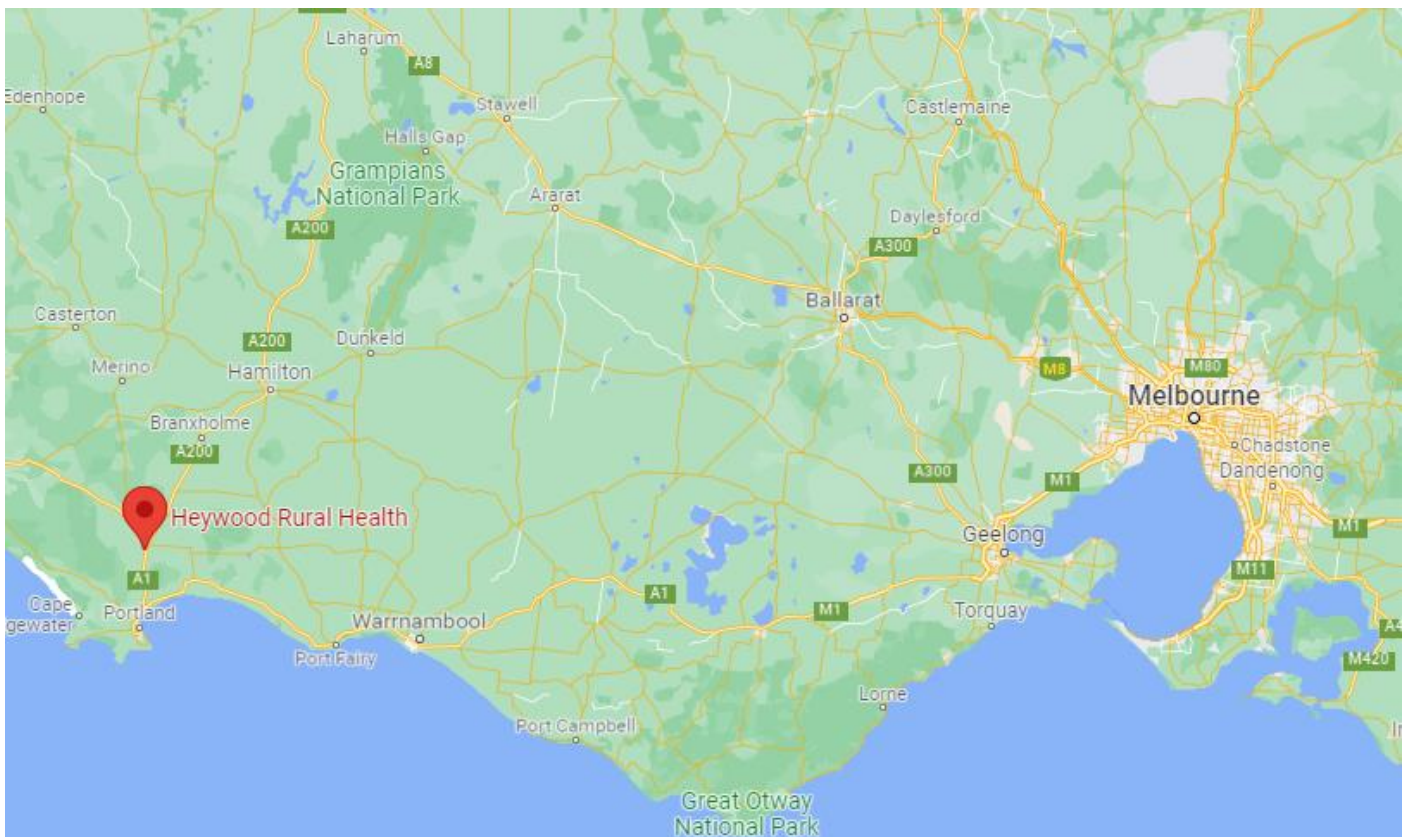 Laharum
A8
Edenhope
Stawell
Castlemaine
Halls Gap
Grampians
National Park
Ararat
Daylesford
A200
A300
Ballarat
Casterton
A200
Dunkeld
Merino
Hamilton
M8
M80
Melbourne
Branxholme
A200
Chadstone
Dandenong
A300
M1
Heywood Rural Health
M1
Geelong
A1
M11
A1
Cape
gewater
Portland
M1
Torquay
Warrnambool
Port Fairy
M420
Lorne
Port Campbell
Great Otway
National Park